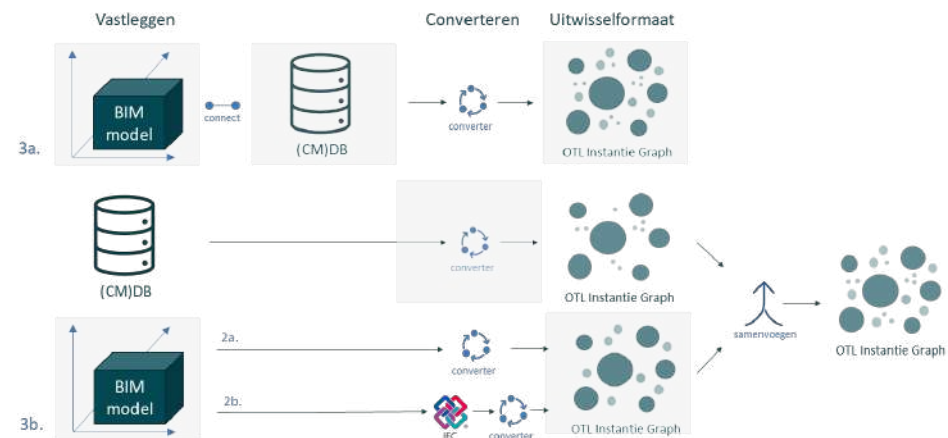 Vastleggen
Converteren
Uitwisselformaat
BIM
model
connect
(CM)DB
converter
OTL Instantie Graph
3a.
(CM)DB
converter
OTL Instantie Graph
samenvoegen
OTL Instantie Graph
BIM
model
2a.
converter
2b.
IFC
converter
OTL Instantie Graph
3b.